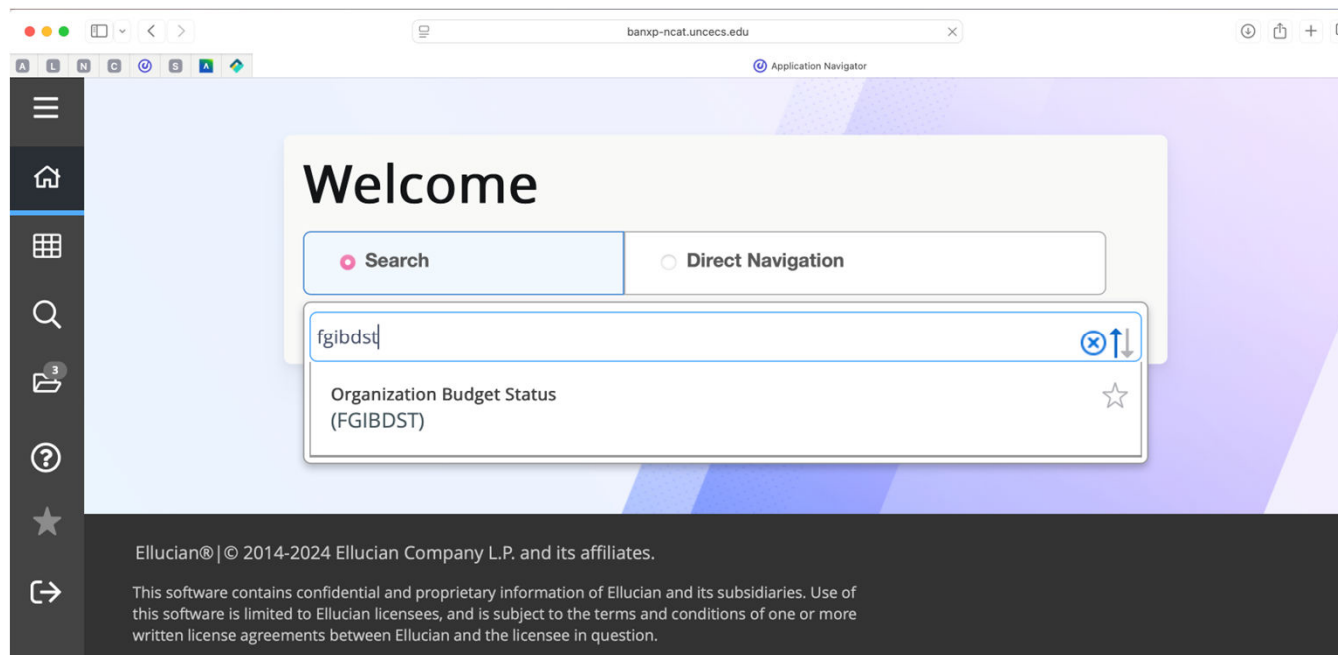 banxp-ncat.uncecs.edu
A L N C S
Application Navigator
Welcome
Search
Direct Navigation
fgibdst
Organization Budget Status
(FGIBDST)
3
Ellucian®|© 2014-2024 Ellucian Company L.P. and its affiliates.
This software contains confidential and proprietary information of Ellucian and its subsidiaries. Use of
this software is limited to Ellucian licensees, and is subject to the terms and conditions of one or more
written license agreements between Ellucian and the licensee in question.